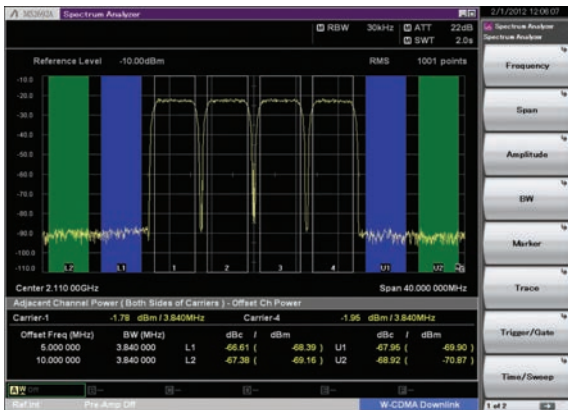 MS2692A Spectrum Analyzer
2/1/2012 12:06:07
M RBW 30kHz M ATT 22dB
M SWT 2.0s
Spectrum Analyzer
Spectrum Analyzer
Reference Level -10.00dBm RMS 1001 points
-10.0
-20.0
-30.0
-40.0
-50.0
-60.0
-70.0
-80.0
-90.0
-100.0
-110.0
L2 L1 1 2 3 4 U1 U2
Center 2.110 00GHz Span 40.000 000MHz
Adjacent Channel Power ( Both Sides of Carriers ) - Offset Ch Power
Carrier-1 -1.78 dBm / 3.840MHz Carrier-4 -1.95 dBm / 3.840MHz
Offset Freq (MHz) BW (MHz) dBc / dBm dBc / dBm
5.000 000 3.840 000 L1 -66.61 ( -68.39 ) U1 -67.95 ( -69.90 )
10.000 000 3.840 000 L2 -67.38 ( -69.16 ) U2 -68.92 ( -70.87 )
Off
Ref.Int Pre-Amp Off W-CDMA Downlink
Frequency
Span
Amplitude
BW
Marker
Trace
Trigger/Gate
Time/Sweep
1 of 2